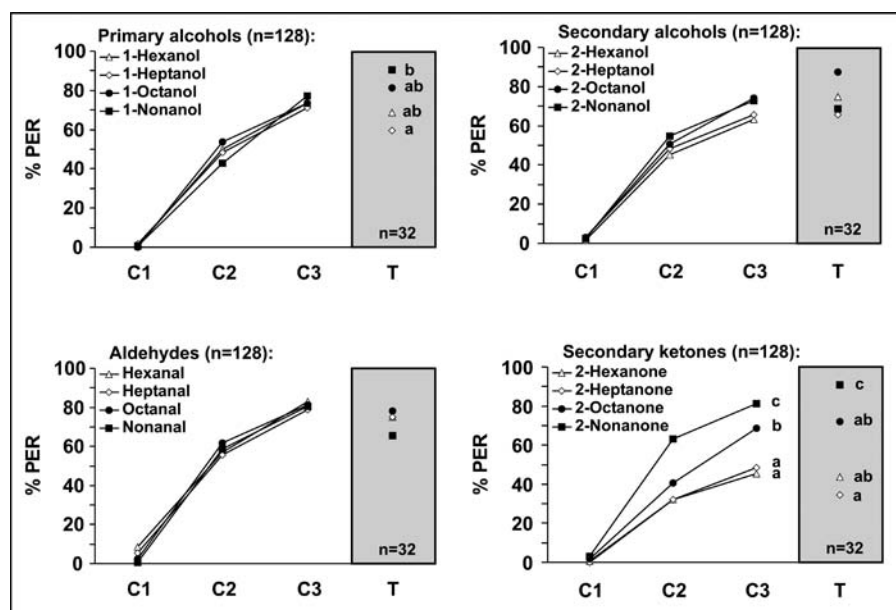 Primary alcohols (n=128):
1-Hexanol
1-Heptanol
1-Octanol
1-Nonanol
100
80
60
40
20
0
% PER
b
ab
ab
a
n=32
C1 C2 C3 T
Secondary alcohols (n=128):
2-Hexanol
2-Heptanol
2-Octanol
2-Nonanol
100
80
60
40
20
0
% PER
n=32
C1 C2 C3 T
Aldehydes (n=128):
Hexanal
Heptanal
Octanal
Nonanal
100
80
60
40
20
0
% PER
n=32
C1 C2 C3 T
Secondary ketones (n=128):
2-Hexanone
2-Heptanone
2-Octanone
2-Nonanone
100
80
60
40
20
0
% PER
c
b
a
a
c
ab
ab
a
n=32
C1 C2 C3 T